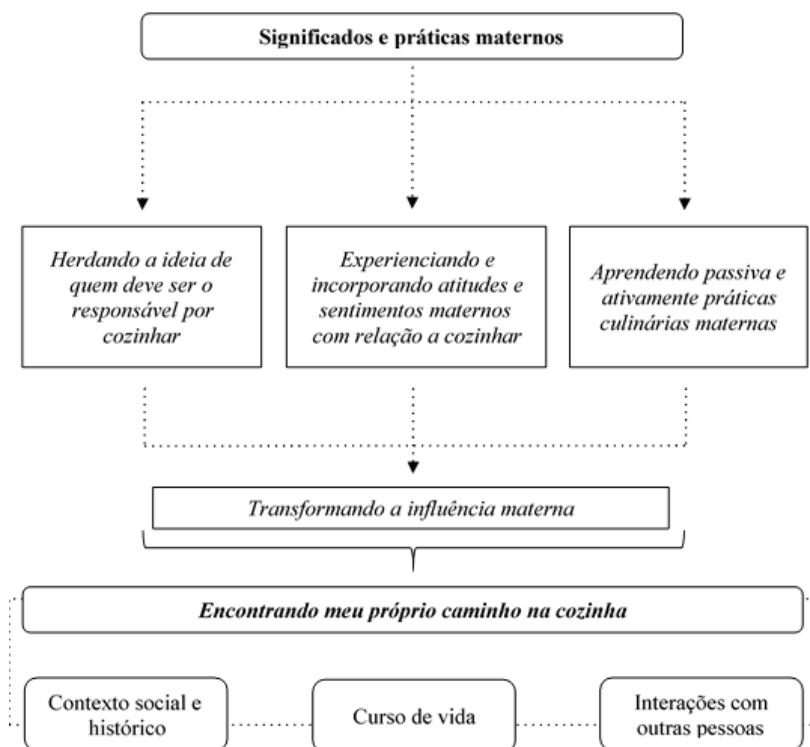 Significados e práticas maternos
Herdando a ideia de
quem deve ser o
responsável por
cozinhar
Experienciando e
incorporando atitudes e
sentimentos maternos
com relação a cozinhar
Aprendendo passiva e
ativamente práticas
culinárias maternas
Transformando a influência materna
Encontrando meu próprio caminho na cozinha
Contexto social e
histórico
Curso de vida
Interações com
outras pessoas